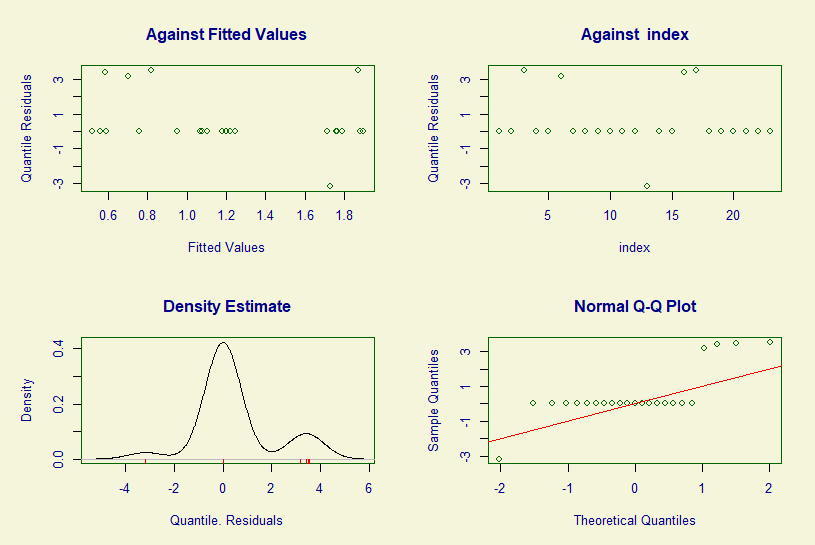 Against Fitted Values
Quantile Residuals
-3 -1 1 3
0.6 0.8 1.0 1.2 1.4 1.6 1.8
Fitted Values
Against index
Quantile Residuals
-3 -1 1 3
5 10 15 20
index
Density Estimate
Density
0.0 0.2 0.4
-4 -2 0 2 4 6
Quantile. Residuals
Normal Q-Q Plot
Sample Quantiles
-3 -1 1 3
-2 -1 0 1 2
Theoretical Quantiles